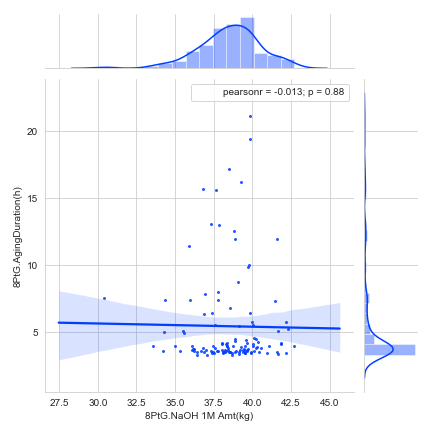 pearsonr = -0.013; p = 0.88
20
15
10
5
8PtG.AgingDuration(h)
27.5 30.0 32.5 35.0 37.5 40.0 42.5 45.0
8PtG.NaOH 1M Amt(kg)